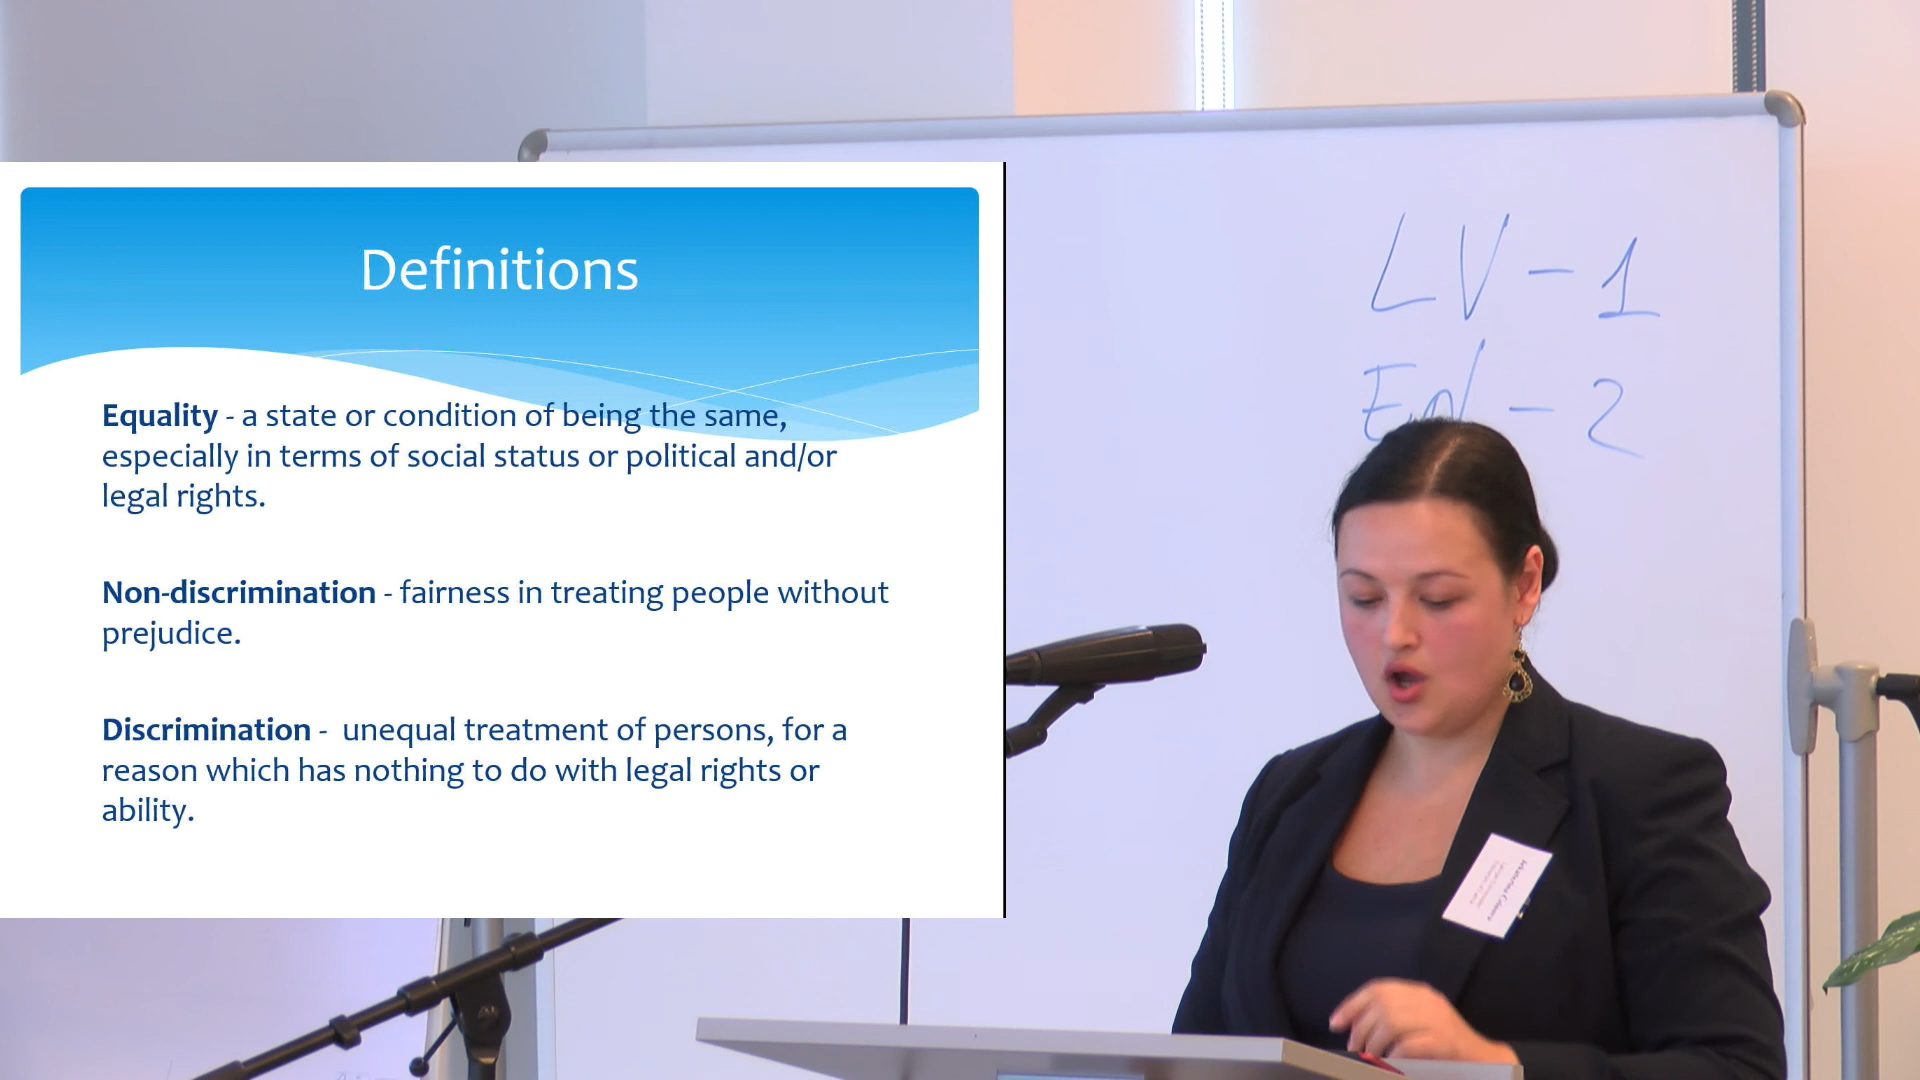 Definitions
Equality - a state or condition of being the same,
especially in terms of social status or political and/or
legal rights.
Non-discrimination - fairness in treating people without
prejudice.
Discrimination -  unequal treatment of persons, for a
reason which has nothing to do with legal rights or
ability.
LV - 1
- 2